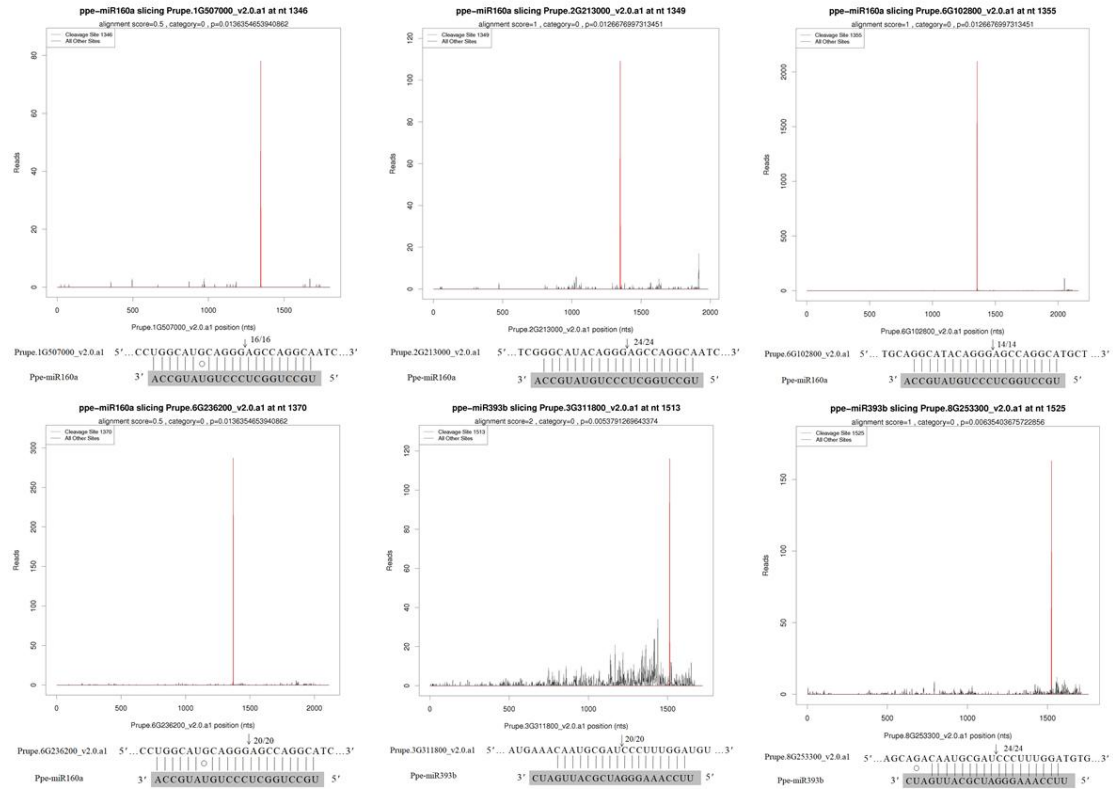 ppe−miR160a slicing Prupe.1G507000_v2.0.a1 at nt 1346
alignment score=0.5 , category=0 , p=0.0136354653940862
Cleavage Site 1346
All Other Sites
Reads
80
60
40
20
0
0 500 1000 1500
Prupe.1G507000_v2.0.a1 position (nts)
16/16
Prupe.1G507000_v2.0.a1 5′…CCUGGCAUGCAGGGAGCCAGGCAAUC…3′
Ppe-miR160a 3′ ACCGUAUGUCCCUCGGUCCGU 5′
ppe−miR160a slicing Prupe.2G213000_v2.0.a1 at nt 1349
alignment score=1 , category=0 , p=0.0126676997313451
Cleavage Site 1349
All Other Sites
Reads
120
100
80
60
40
20
0
0 500 1000 1500 2000
Prupe.2G213000_v2.0.a1 position (nts)
24/24
Prupe.2G213000_v2.0.a1 5′…UCGGGCAUACAGGGAGCCAGGCAAUC…3′
Ppe-miR160a 3′ ACCGUAUGUCCCUCGGUCCGU 5′
ppe−miR160a slicing Prupe.6G102800_v2.0.a1 at nt 1355
alignment score=1 , category=0 , p=0.0126676997313451
Cleavage Site 1355
All Other Sites
Reads
2000
1500
1000
500
0
0 500 1000 1500 2000
Prupe.6G102800_v2.0.a1 position (nts)
14/14
Prupe.6G102800_v2.0.a1 5′… UGCAGGCAUACAGGGAGCCAGGCAUGCU …3′
Ppe-miR160a 3′ ACCGUAUGUCCCUCGGUCCGU 5′
ppe−miR160a slicing Prupe.6G236200_v2.0.a1 at nt 1370
alignment score=0.5 , category=0 , p=0.0136354653940862
Cleavage Site 1370
All Other Sites
Reads
300
250
200
150
100
50
0
0 500 1000 1500 2000
Prupe.6G236200_v2.0.a1 position (nts)
20/20
Prupe.6G236200_v2.0.a1 5′…CCUGGCAUGCAGGGAGCCAGGCAUC…3′
Ppe-miR160a 3′ ACCGUAUGUCCCUCGGUCCGU 5′
ppe−miR393b slicing Prupe.3G311800_v2.0.a1 at nt 1513
alignment score=2 , category=0 , p=0.0053791269643374
Cleavage Site 1513
All Other Sites
Reads
120
100
80
60
40
20
0
0 500 1000 1500
Prupe.3G311800_v2.0.a1 position (nts)
20/20
Prupe.3G311800_v2.0.a1 5′… AUGAAACAAUGCGAUCCCUUUGGAUGU …3′
Ppe-miR393b 3′ CUAGUUACGCUAGGGAAACCUU 5′
ppe−miR393b slicing Prupe.8G253300_v2.0.a1 at nt 1525
alignment score=1 , category=0 , p=0.00635403675722856
Cleavage Site 1525
All Other Sites
Reads
150
100
50
0
0 500 1000 1500
Prupe.8G253300_v2.0.a1 position (nts)
24/24
Prupe.8G253300_v2.0.a1 5′…AGCAGACAAUGCGAUCCCUUUGGAUGUG…3′
Ppe-miR393b 3′ CUAGUUACGCUAGGGAAACCUU 5′